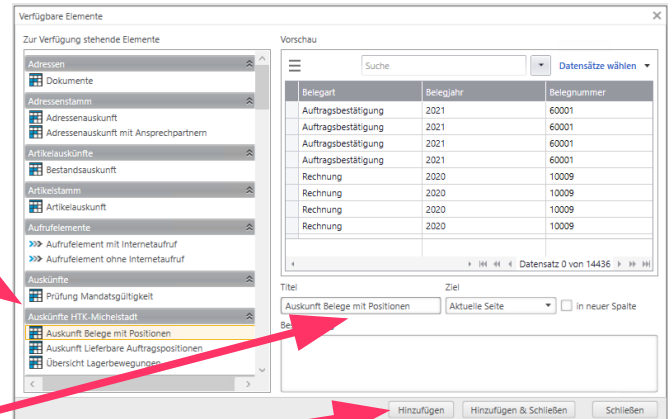 Verfügbare Elemente
Zur Verfügung stehende Elemente
Adressen
Dokumente
Adressenstamm
Adressenauskunft
Adressenauskunft mit Ansprechpartnern
Artikelauskünfte
Bestandsauskunft
Artikelstamm
Artikelauskunft
Aufrufelemente
Aufrufelement mit Internetaufruf
Aufrufelement ohne Internetaufruf
Auskünfte
Prüfung Mandatsgültigkeit
Auskünfte HTK-Michelstadt
Auskunft Belege mit Positionen
Auskunft Lieferbare Auftragspositionen
Übersicht Lagerbewegungen
Vorschau
Suche Datensätze wählen
Belegart Belegjahr Belegnummer
Auftragsbestätigung 2021 60001
Auftragsbestätigung 2021 60001
Auftragsbestätigung 2021 60001
Auftragsbestätigung 2021 60001
Rechnung 2020 10009
Rechnung 2020 10009
Rechnung 2020 10009
Rechnung 2020 10009
Datensatz 0 von 14436
Titel Ziel
Auskunft Belege mit Positionen Aktuelle Seite in neuer Spalte
Hinzufügen Hinzufügen & Schließen Schließen